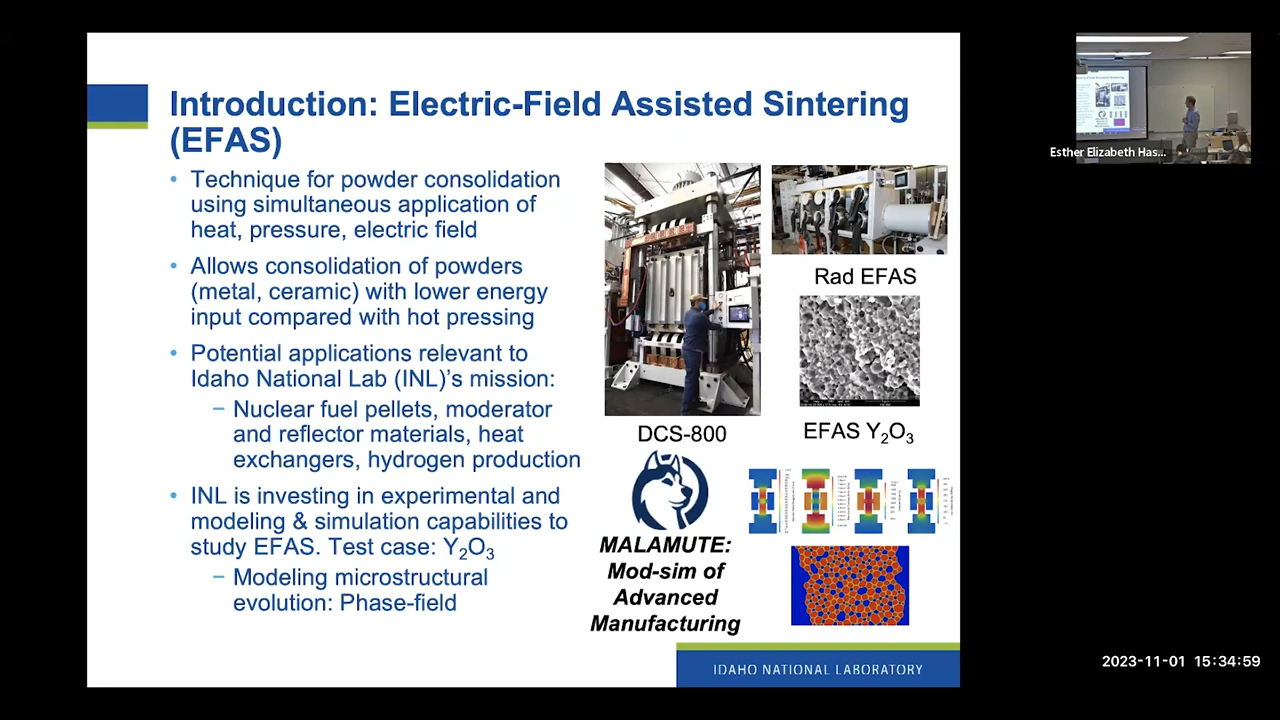 Introduction: Electric-Field Assisted Sintering
(EFAS)
• Technique for powder consolidation
using simultaneous application of
heat, pressure, electric field
• Allows consolidation of powders
(metal, ceramic) with lower energy
input compared with hot pressing
• Potential applications relevant to
Idaho National Lab (INL)'s mission:
− Nuclear fuel pellets, moderator
and reflector materials, heat
exchangers, hydrogen production
• INL is investing in experimental and
modeling & simulation capabilities to
study EFAS. Test case: Y₂O₃
− Modeling microstructural
evolution: Phase-field
Rad EFAS
DCS-800
EFAS Y₂O₃
MALAMUTE:
Mod-sim of
Advanced
Manufacturing
IDAHO NATIONAL LABORATORY
Esther Elizabeth Has...
2023-11-01 15:34:59